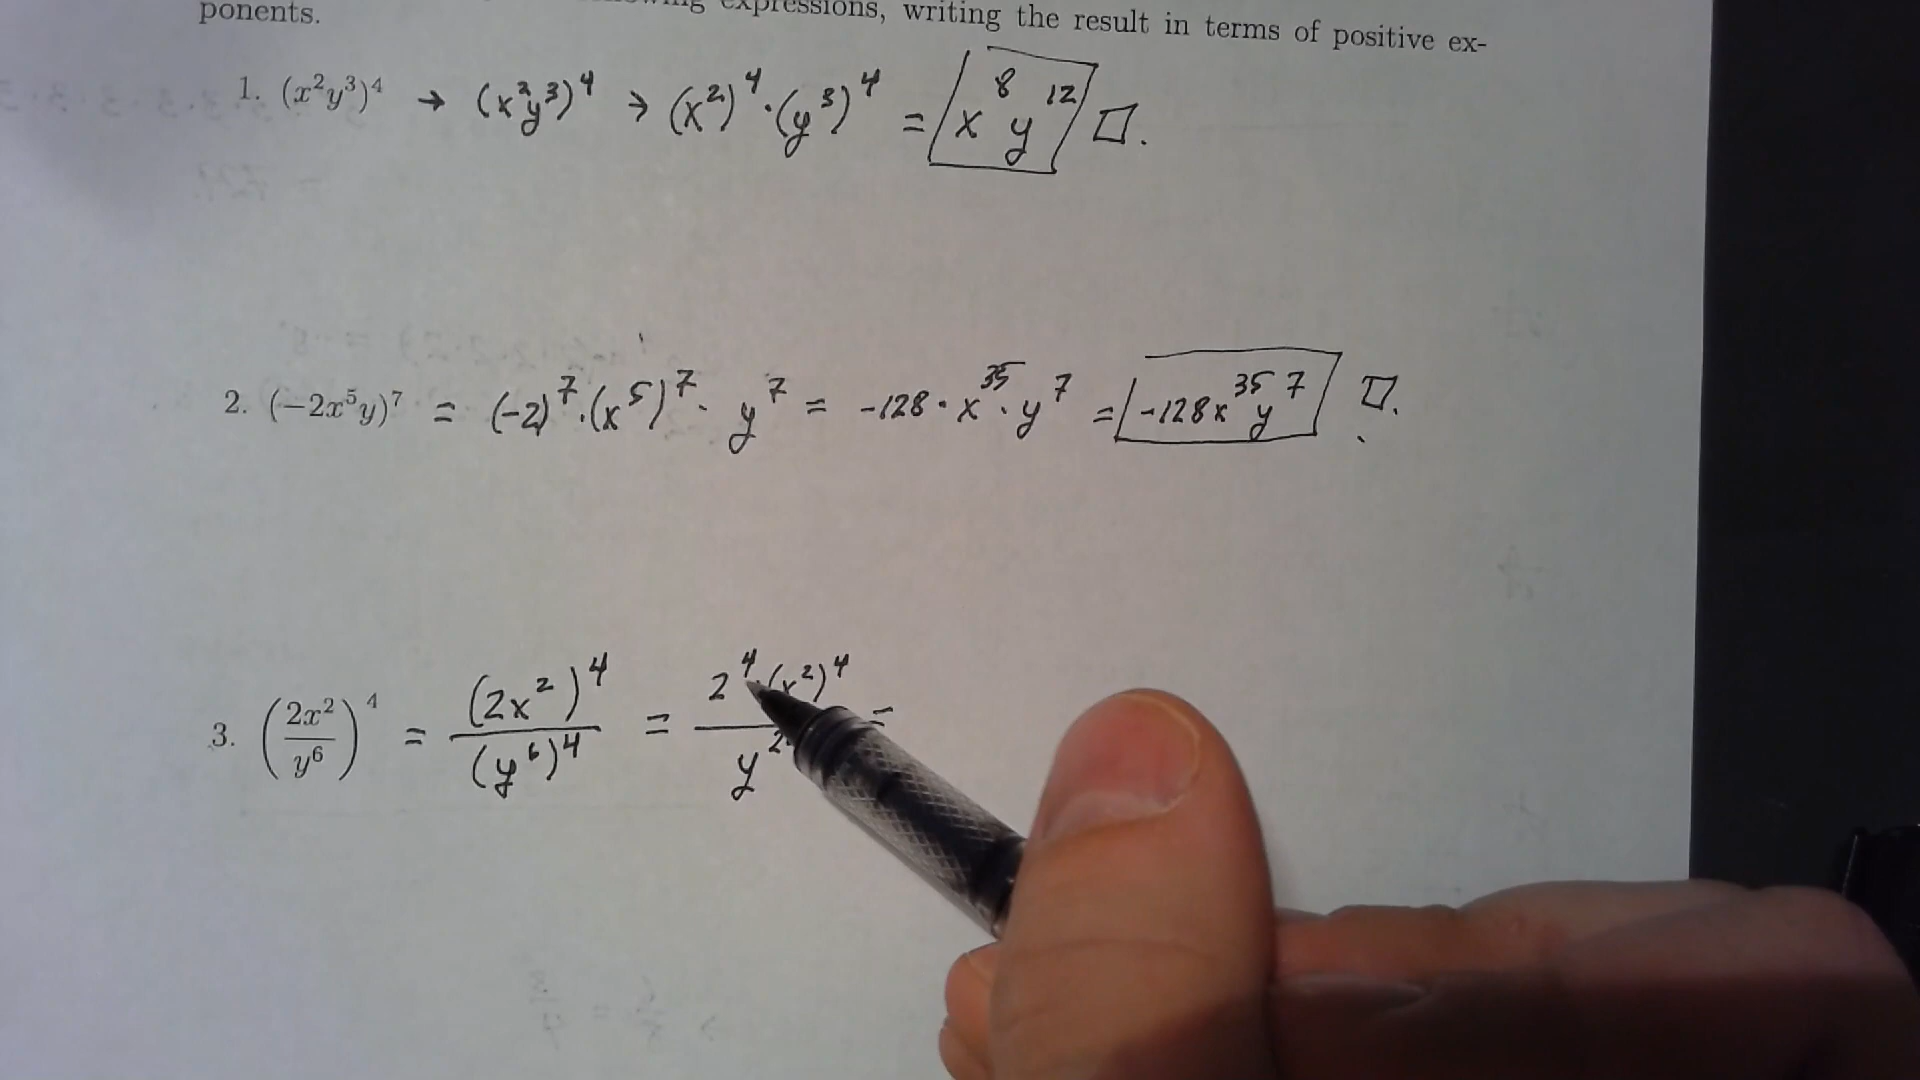 expressions, writing the result in terms of positive ex-
ponents.
1. (x²y³)⁴ → (x²y³)⁴ → (x²)⁴·(y³)⁴ = x⁸y¹² □.
2. (−2x⁵y)⁷ = (-2)⁷·(x⁵)⁷·y⁷ = -128·x³⁵·y⁷ = -128x³⁵y⁷ □.
3. (2x²/y⁶)⁴ = (2x²)⁴/(y⁶)⁴ = 2⁴·(x²)⁴/y² =